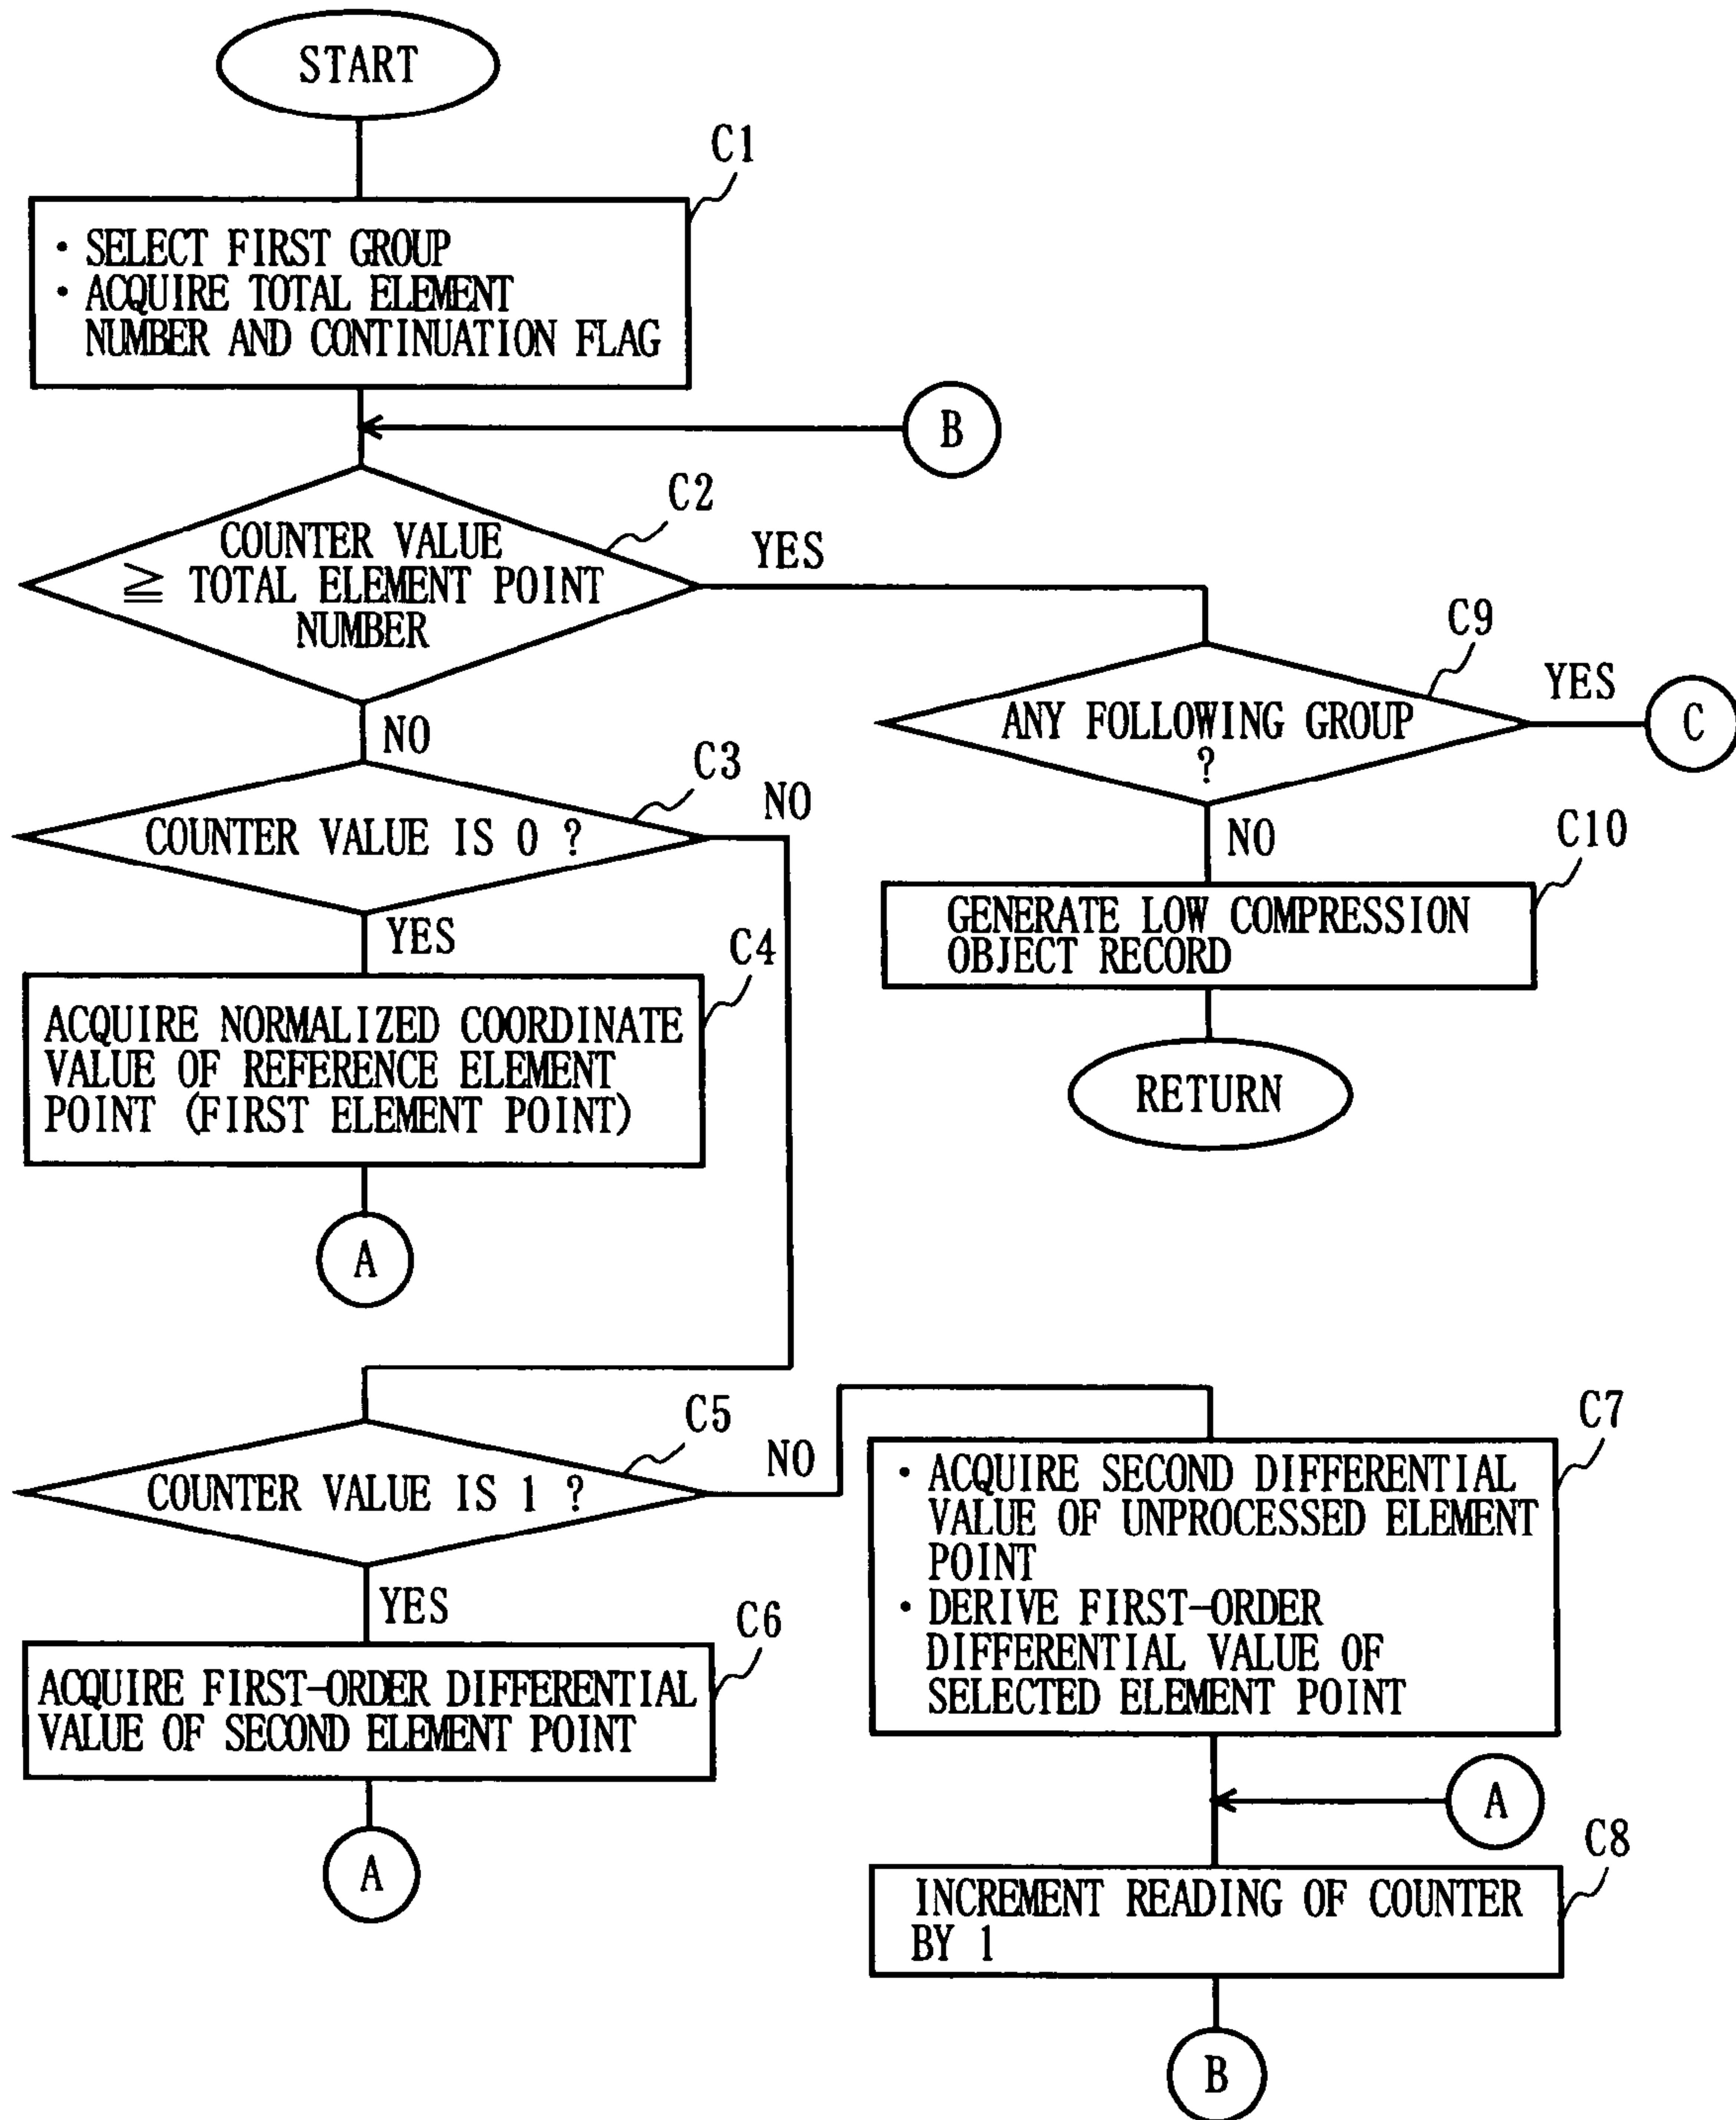 START
C1
・SELECT FIRST GROUP
・ACQUIRE TOTAL ELEMENT
NUMBER AND CONTINUATION FLAG
B
C2
COUNTER VALUE
≧ TOTAL ELEMENT POINT
NUMBER
YES
NO
C9
ANY FOLLOWING GROUP
?
YES
C
NO
C10
GENERATE LOW COMPRESSION
OBJECT RECORD
RETURN
C3
COUNTER VALUE IS 0 ?
NO
YES
C4
ACQUIRE NORMALIZED COORDINATE
VALUE OF REFERENCE ELEMENT
POINT (FIRST ELEMENT POINT)
A
C5
COUNTER VALUE IS 1 ?
NO
YES
C6
ACQUIRE FIRST-ORDER DIFFERENTIAL
VALUE OF SECOND ELEMENT POINT
A
C7
・ACQUIRE SECOND DIFFERENTIAL
VALUE OF UNPROCESSED ELEMENT
POINT
・DERIVE FIRST-ORDER
DIFFERENTIAL VALUE OF
SELECTED ELEMENT POINT
A
C8
INCREMENT READING OF COUNTER
BY 1
B